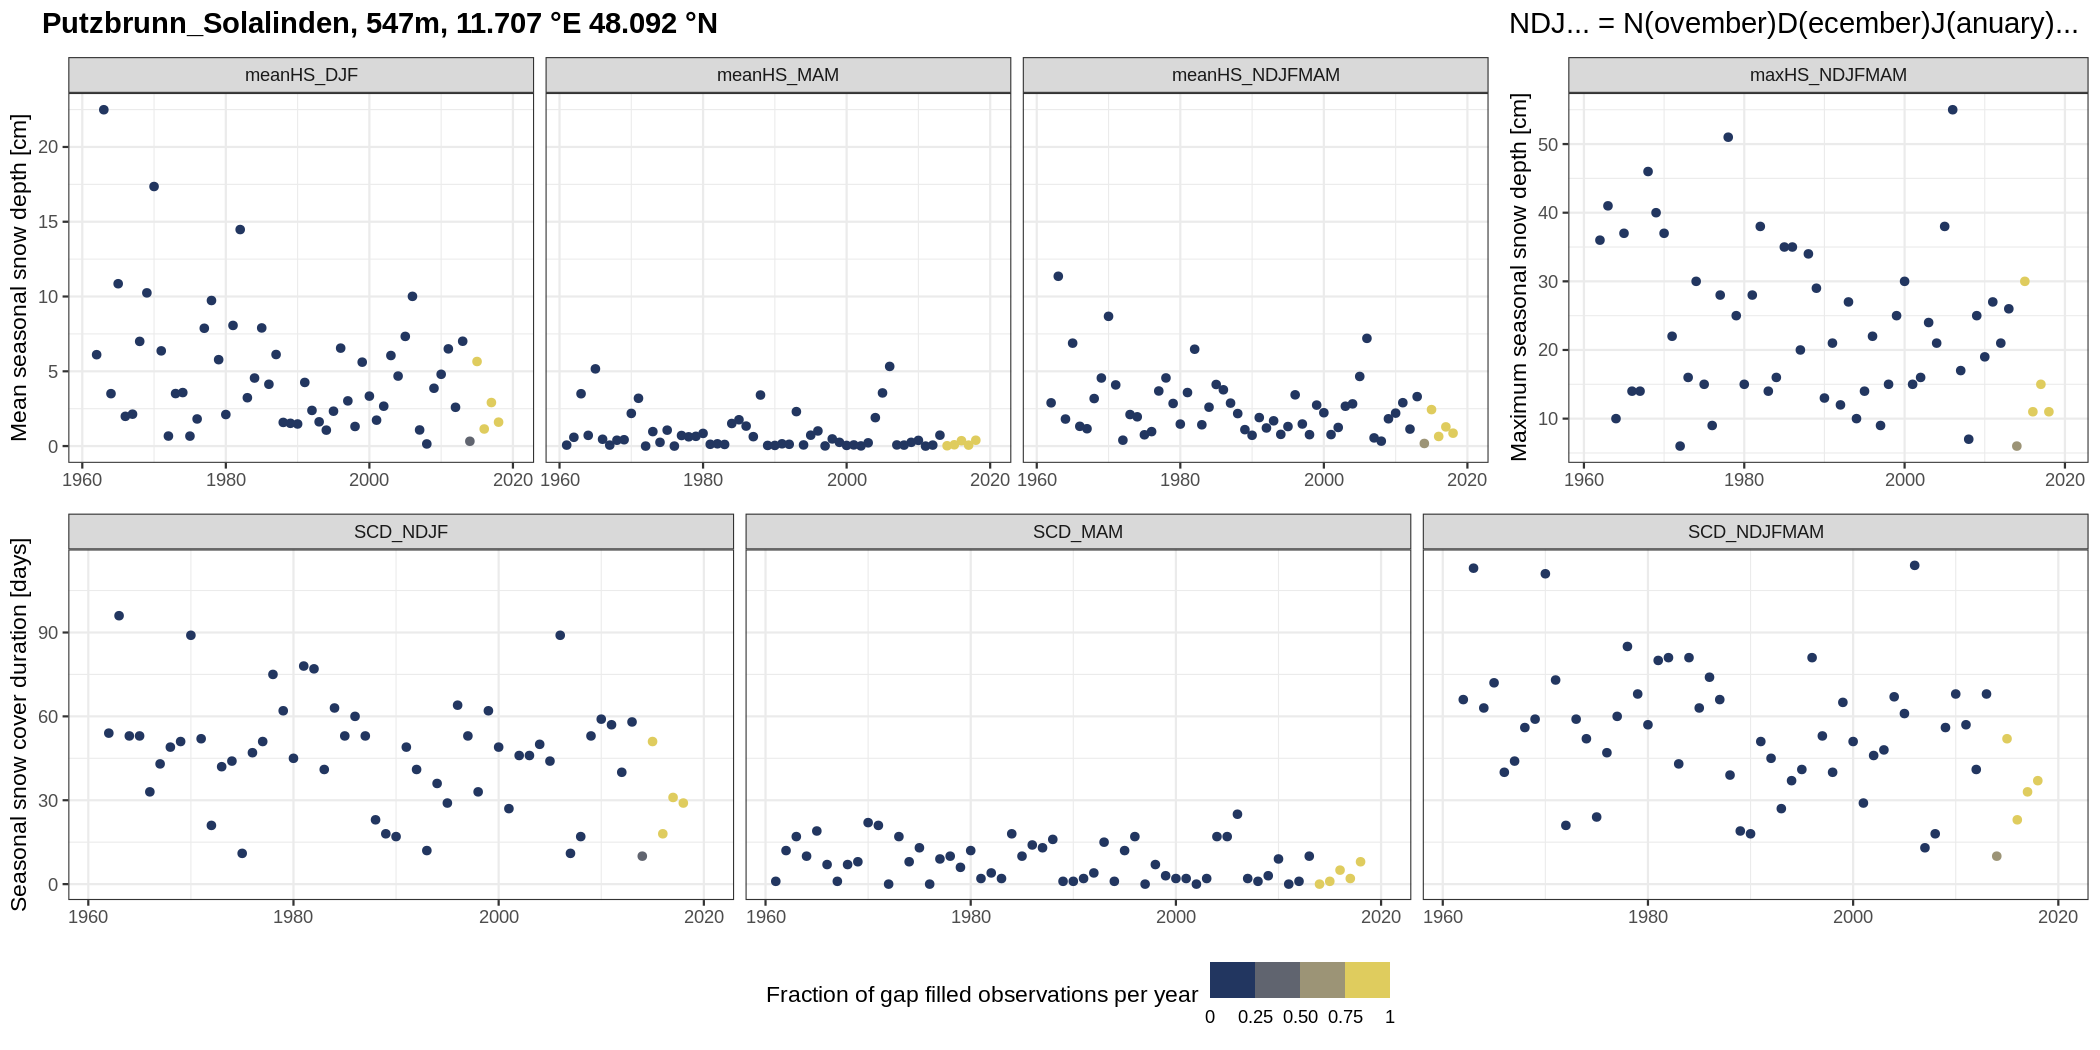 Putzbrunn_Solalinden, 547m, 11.707 °E 48.092 °N
NDJ... = N(ovember)D(ecember)J(anuary)...
meanHS_DJF
meanHS_MAM
meanHS_NDJFMAM
maxHS_NDJFMAM
Mean seasonal snow depth [cm]
20
15
10
5
0
1960 1980 2000 2020
1960 1980 2000 2020
1960 1980 2000 2020
Maximum seasonal snow depth [cm]
50
40
30
20
10
1960 1980 2000 2020
SCD_NDJF
SCD_MAM
SCD_NDJFMAM
Seasonal snow cover duration [days]
90
60
30
0
1960 1980 2000 2020
1960 1980 2000 2020
1960 1980 2000 2020
Fraction of gap filled observations per year
0 0.25 0.50 0.75 1